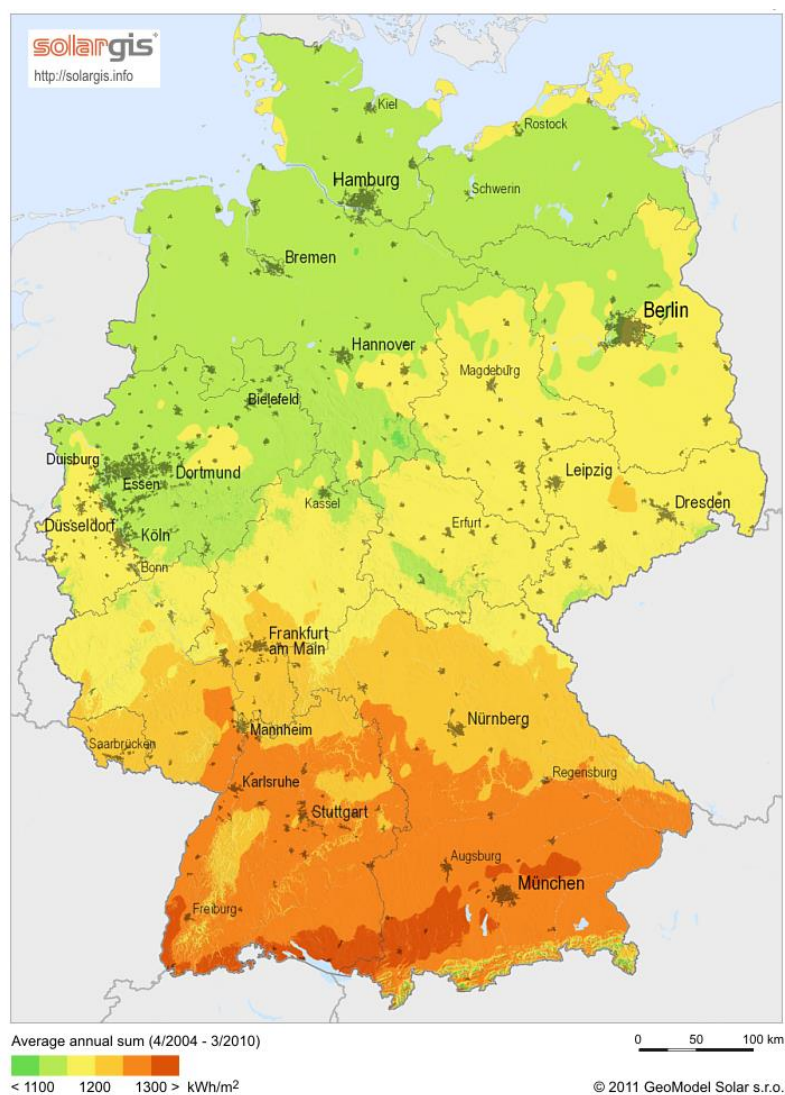 solargis
http://solargis.info
Kiel
Rostock
Hamburg
Schwerin
Bremen
Berlin
Hannover
Magdeburg
Bielefeld
Duisburg
Dortmund
Essen
Leipzig
Kassel
Dresden
Düsseldorf
Erfurt
Köln
Bonn
Frankfurt
am Main
Nürnberg
Mannheim
Saarbrücken
Regensburg
Karlsruhe
Stuttgart
Augsburg
München
Freiburg
Average annual sum (4/2004 - 3/2010)
0 50 100 km
< 1100 1200 1300 > kWh/m²
© 2011 GeoModel Solar s.r.o.